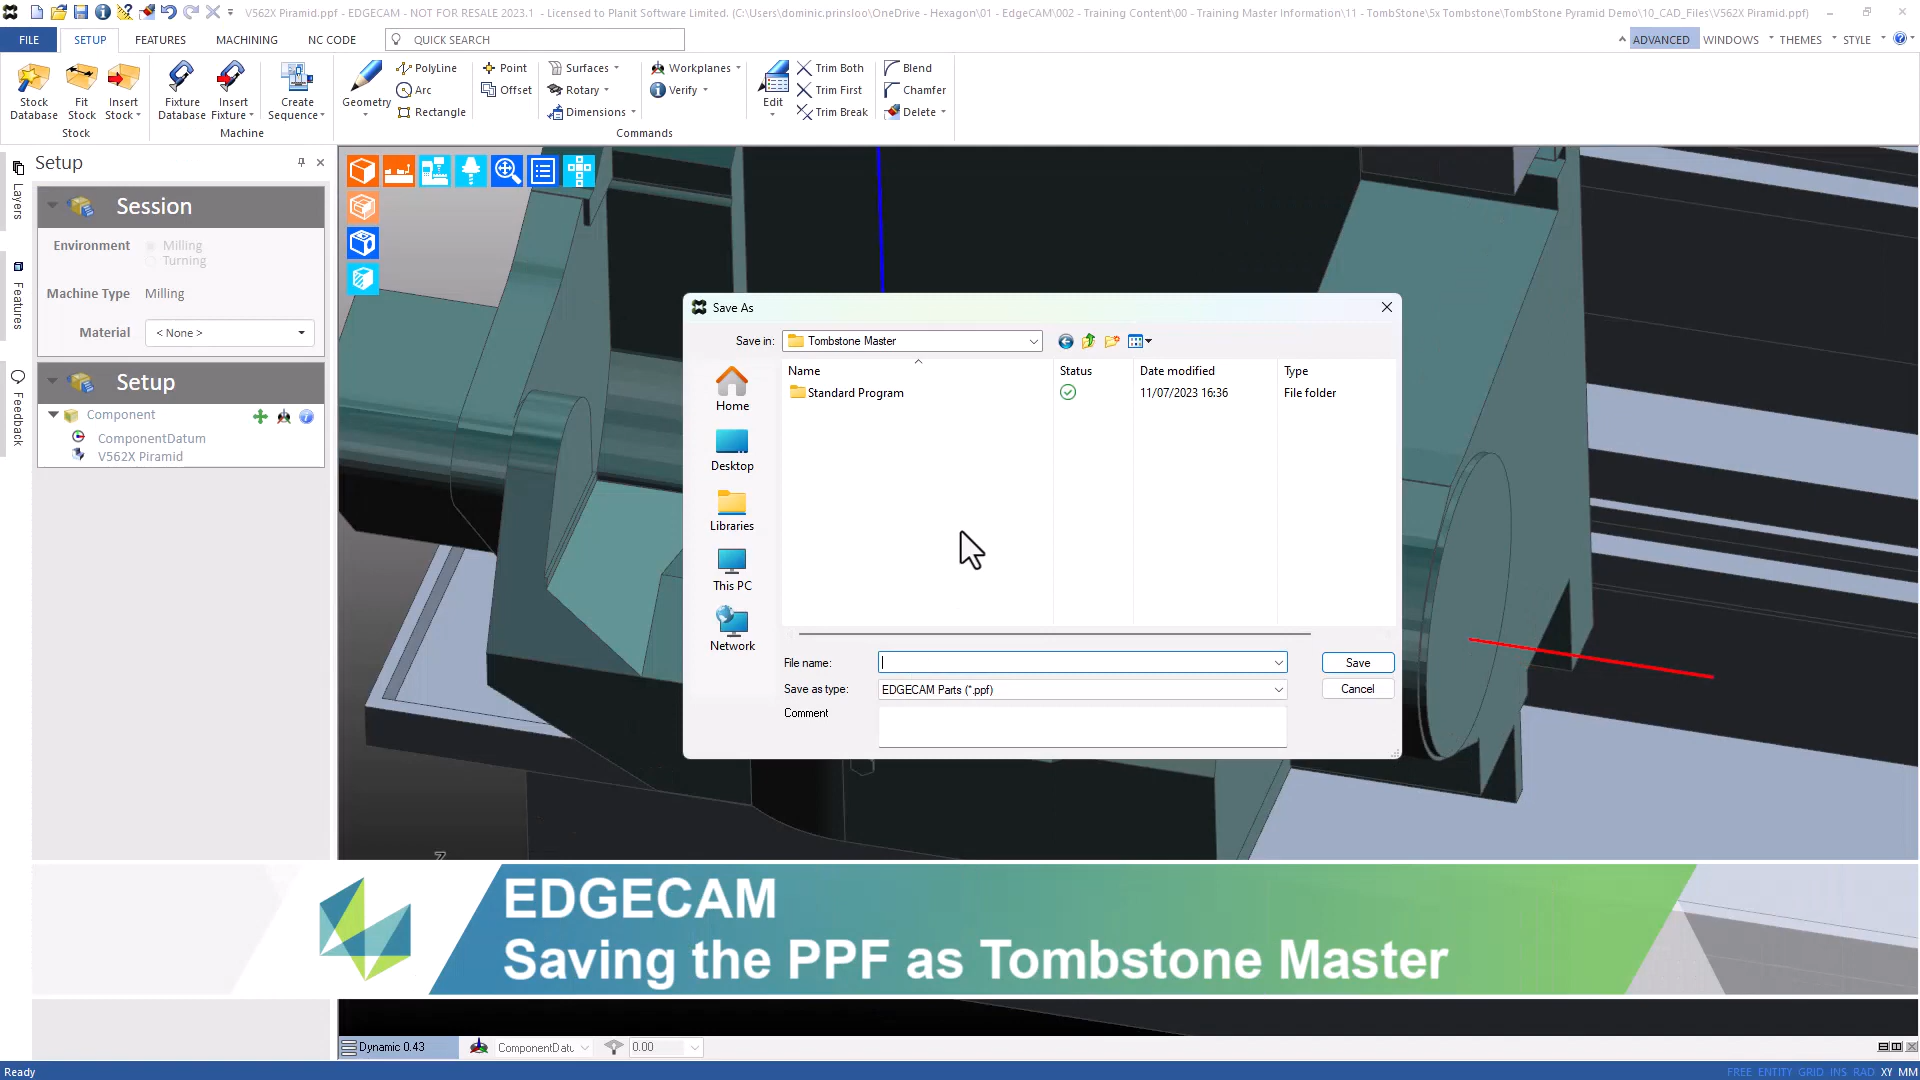 V562X Piramid.ppf - EDGECAM - NOT FOR RESALE 2023.1 - Licensed to Planit Software Limited. (C:\Users\dominic.prinsloo\OneDrive - Hexagon\01 - EdgeCAM\002 - Training Content\00 - Training Master Information\11 - TombStone\5x Tombstone\TombStone Pyramid Demo\10_CAD_Files\V562X Piramid.ppf)
FILE SETUP FEATURES MACHINING NC CODE QUICK SEARCH ADVANCED WINDOWS THEMES STYLE
PolyLine Point Surfaces Workplanes Trim Both Blend
Arc Offset Rotary Verify Trim First Chamfer
Stock Database Fit Stock Insert Stock Fixture Database Insert Fixture Create Sequence Geometry Edit
Rectangle Dimensions Trim Break Delete
Stock Machine Commands
Setup
Layers
Features
Feedback
Session
Environment Milling
Turning
Machine Type Milling
Material < None >
Setup
Component
ComponentDatum
V562X Piramid
Save As
Save in: Tombstone Master
Name Status Date modified Type
Standard Program 11/07/2023 16:36 File folder
Home
Desktop
Libraries
This PC
Network
File name: Save
Save as type: EDGECAM Parts (*.ppf) Cancel
Comment
Z
EDGECAM
Saving the PPF as Tombstone Master
Dynamic 0.43 ComponentDatu 0.00
Ready FREE ENTITY GRID INS RAD XY MM